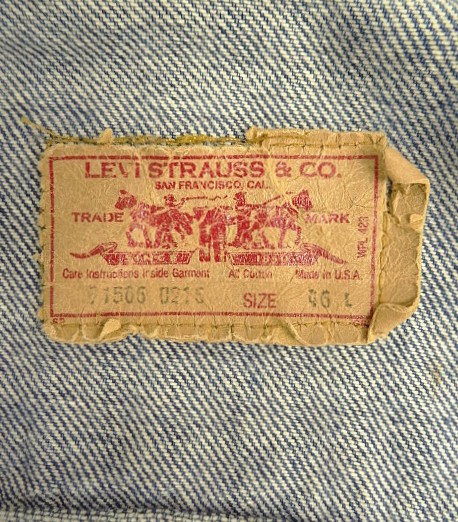 LEVI STRAUSS & CO.
SAN FRANCISCO, CAL.
TRADE MARK
WPL 423
Care Instructions Inside Garment All Cotton Made in U.S.A.
71506 0216 SIZE 46 L